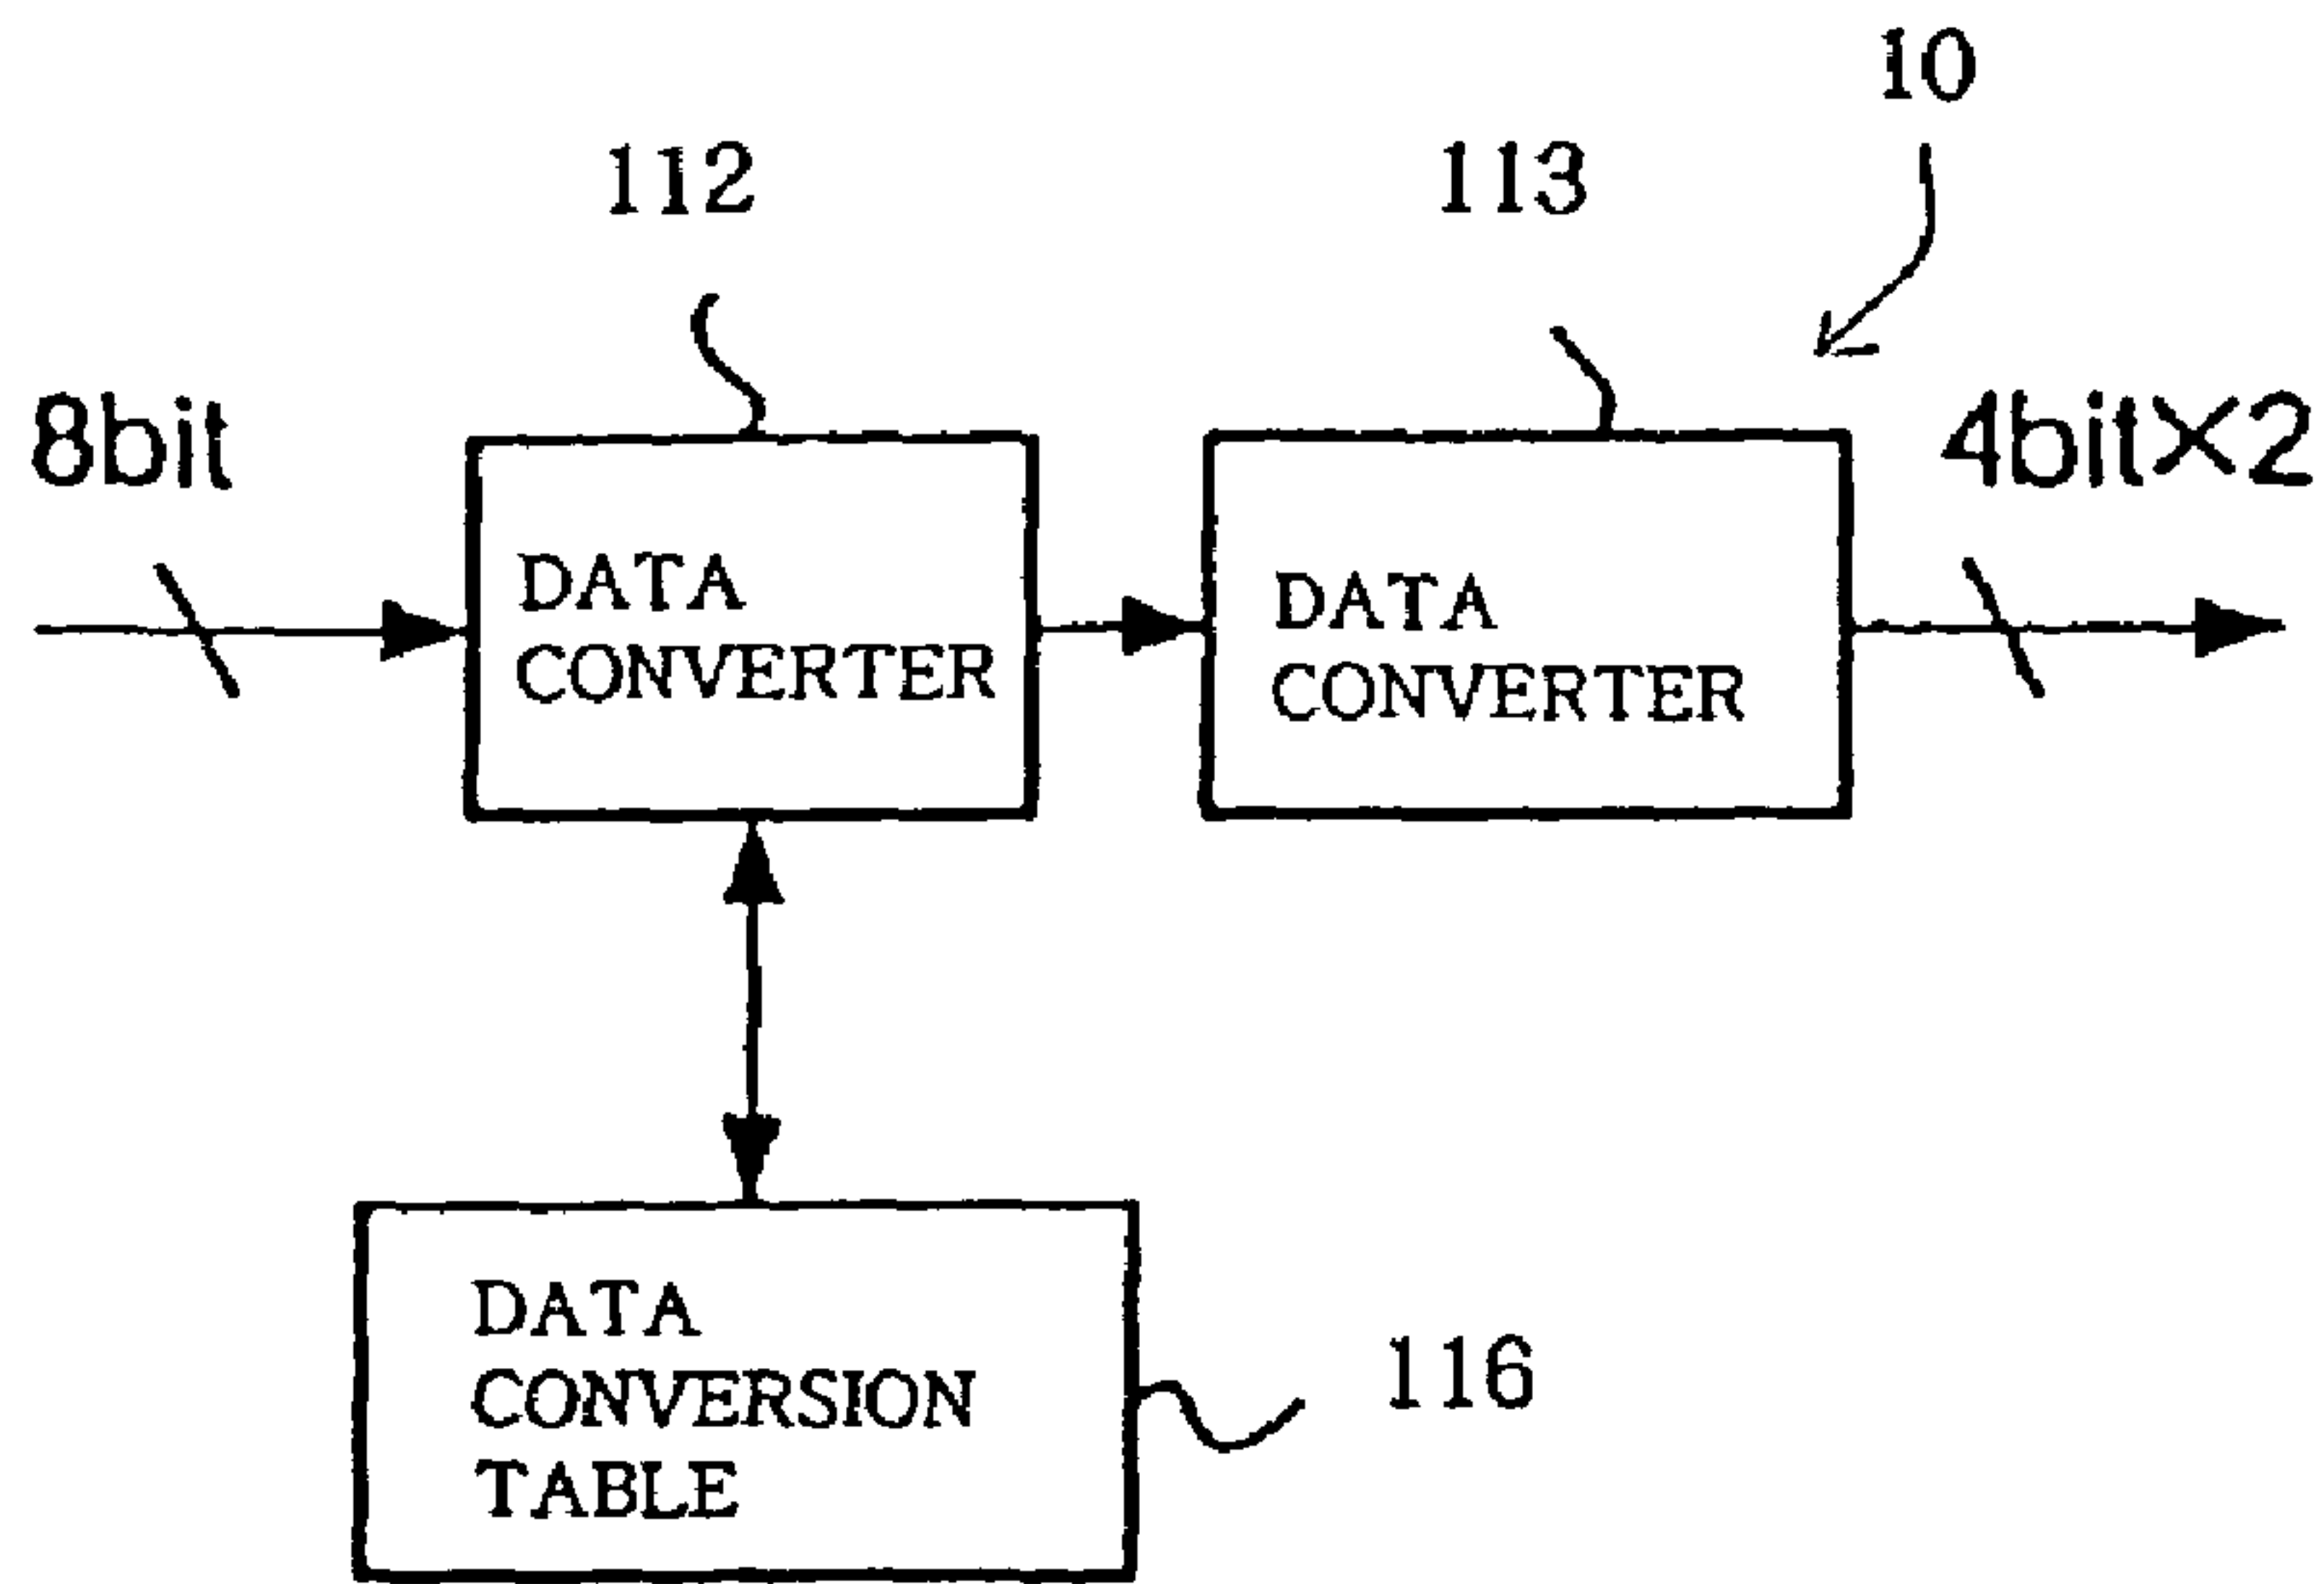 10
112
113
8bit
4bit×2
DATA
CONVERTER
DATA
CONVERTER
DATA
CONVERSION
TABLE
116